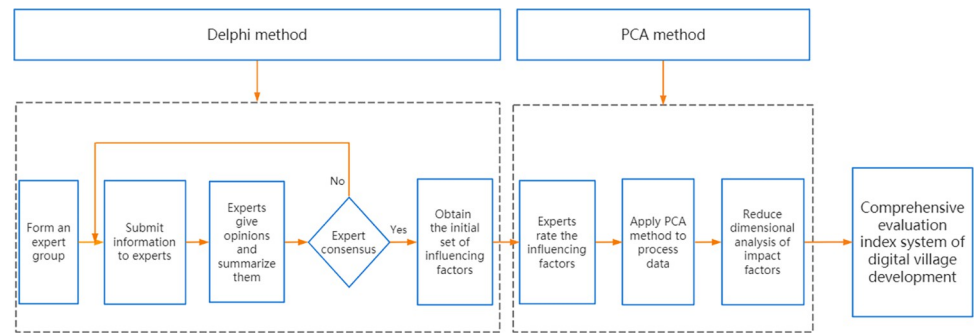 Delphi method
PCA method
No
Form an
expert
group
Submit
information
to experts
Experts
give
opinions
and
summarize
them
Expert
consensus
Yes
Obtain
the initial
set of
influencing
factors
Experts
rate the
influencing
factors
Apply PCA
method to
process
data
Reduce
dimensional
analysis of
impact
factors
Comprehensive
evaluation
index system of
digital village
development